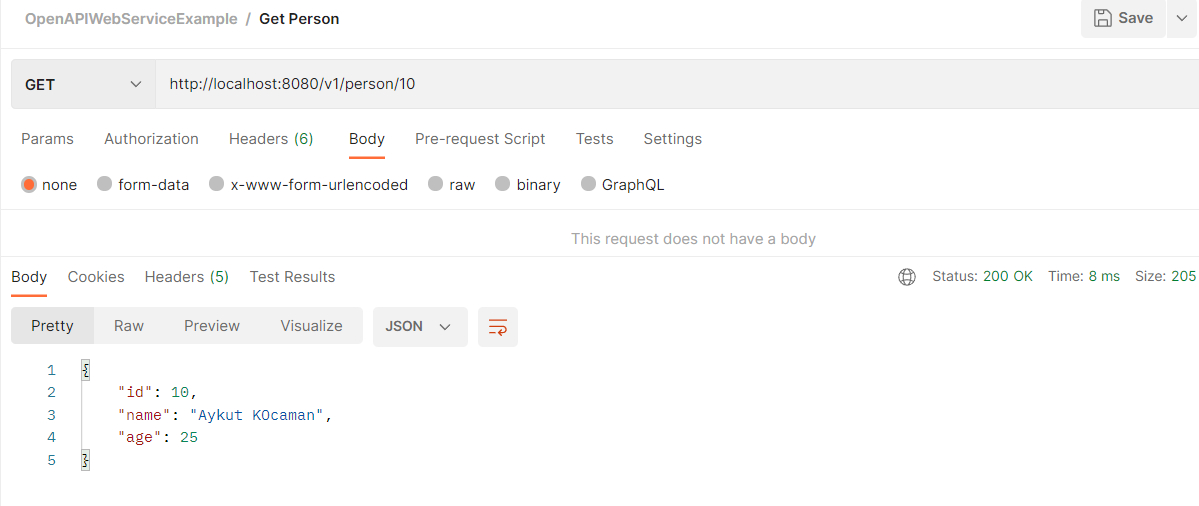 OpenAPIWebServiceExample / Get Person
Save
GET
http://localhost:8080/v1/person/10
Params Authorization Headers (6) Body Pre-request Script Tests Settings
none form-data x-www-form-urlencoded raw binary GraphQL
This request does not have a body
Body Cookies Headers (5) Test Results Status: 200 OK Time: 8 ms Size: 205
Pretty Raw Preview Visualize JSON
1 {
2 "id": 10,
3 "name": "Aykut KOcaman",
4 "age": 25
5 }